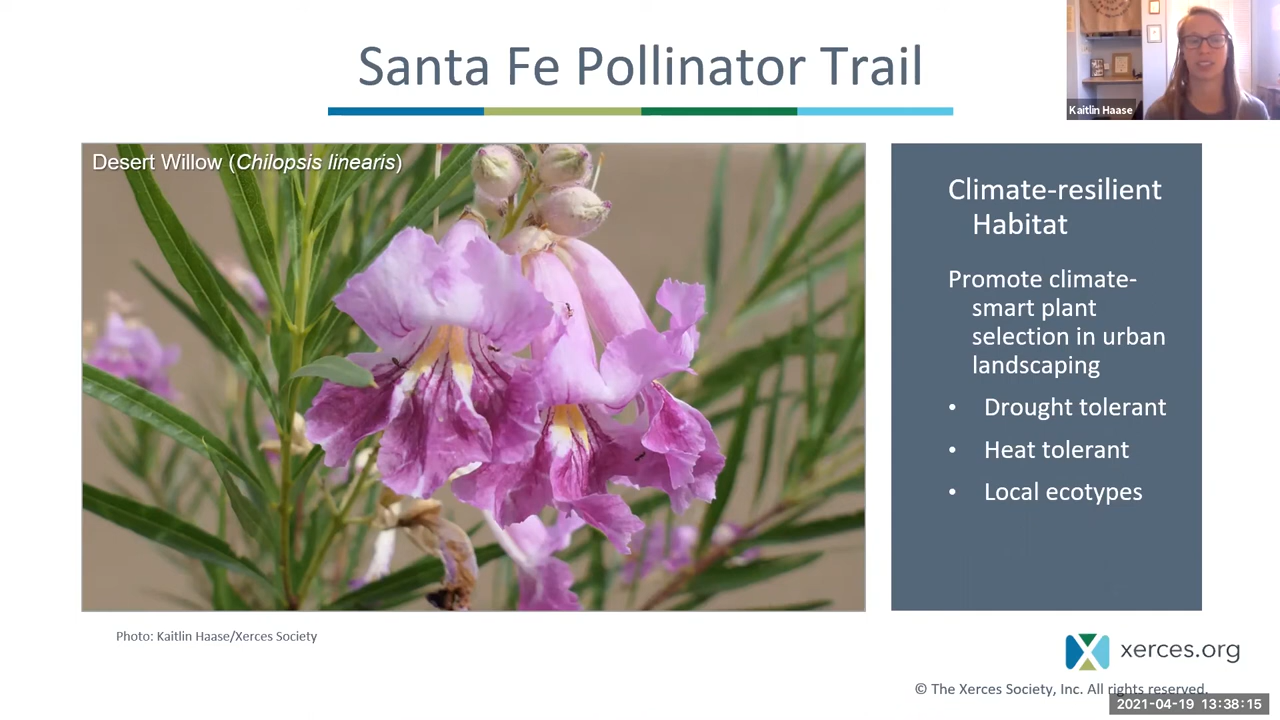 Santa Fe Pollinator Trail
Kaitlin Haase
Desert Willow (Chilopsis linearis)
Climate-resilient
Habitat
Promote climate-
smart plant
selection in urban
landscaping
• Drought tolerant
• Heat tolerant
• Local ecotypes
Photo: Kaitlin Haase/Xerces Society
xerces.org
© The Xerces Society, Inc. All rights reserved.
2021-04-19 13:38:15